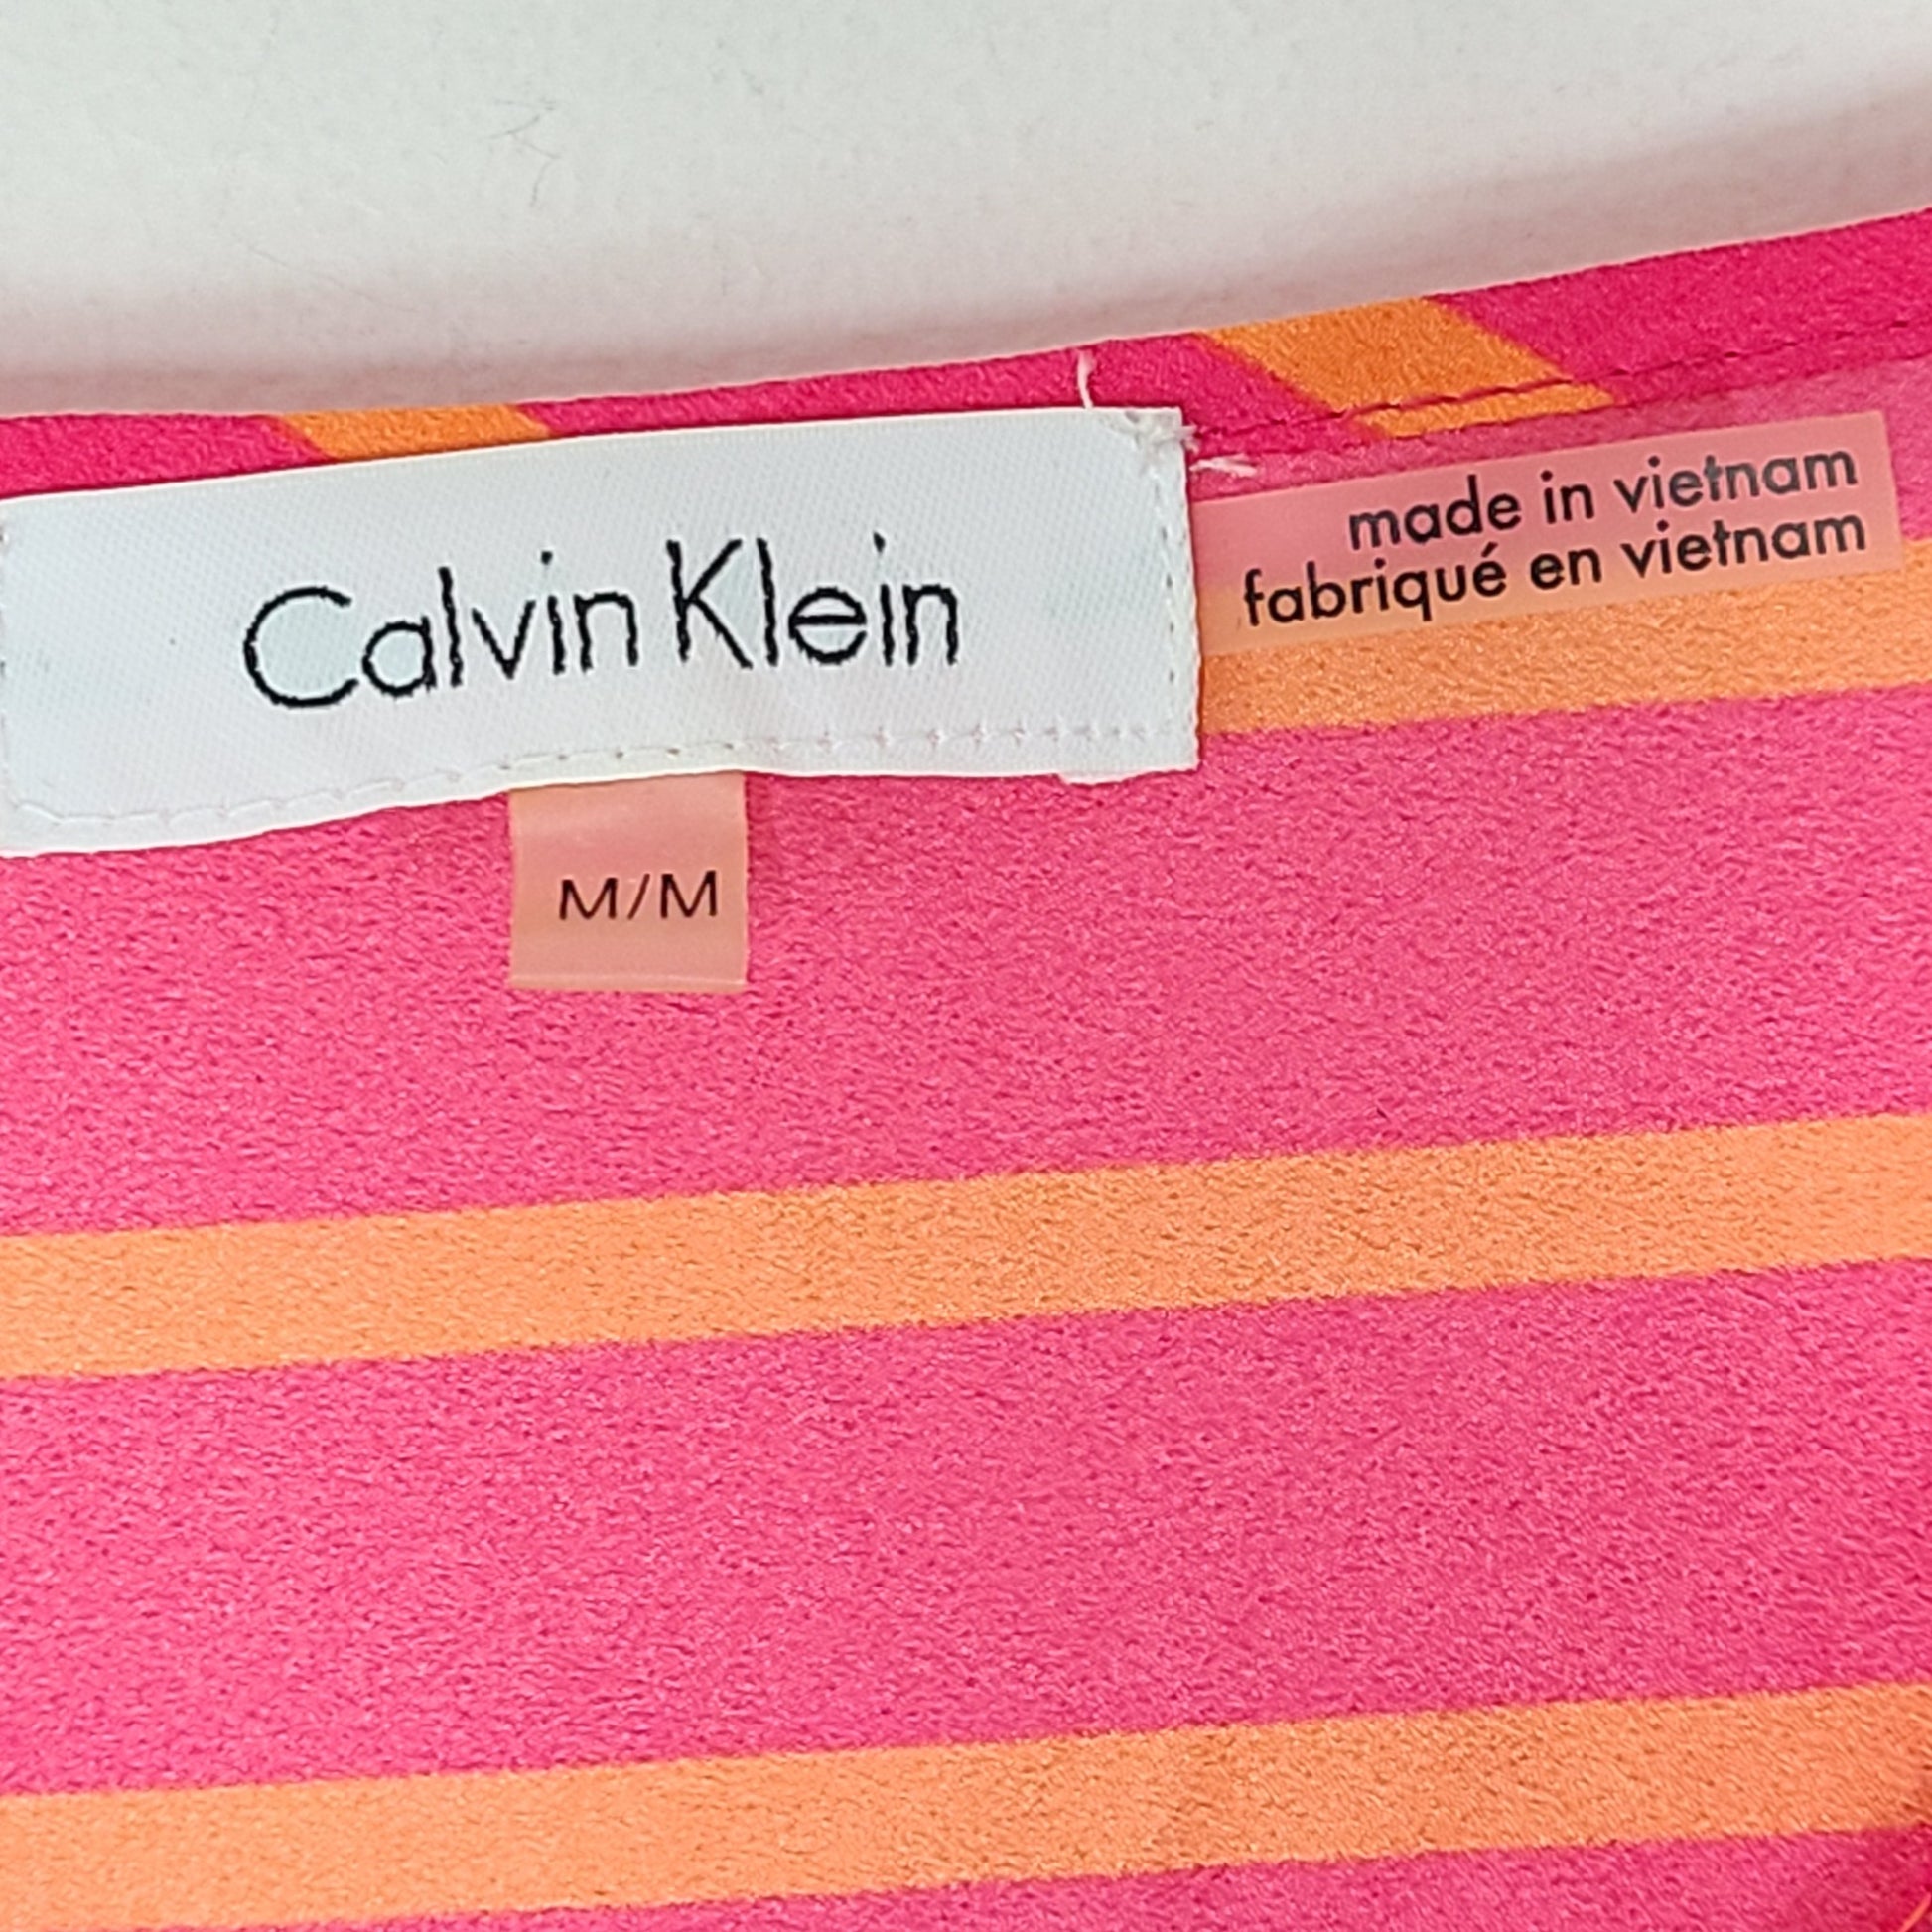 Calvin Klein
made in vietnam
fabriqué en vietnam
M/M